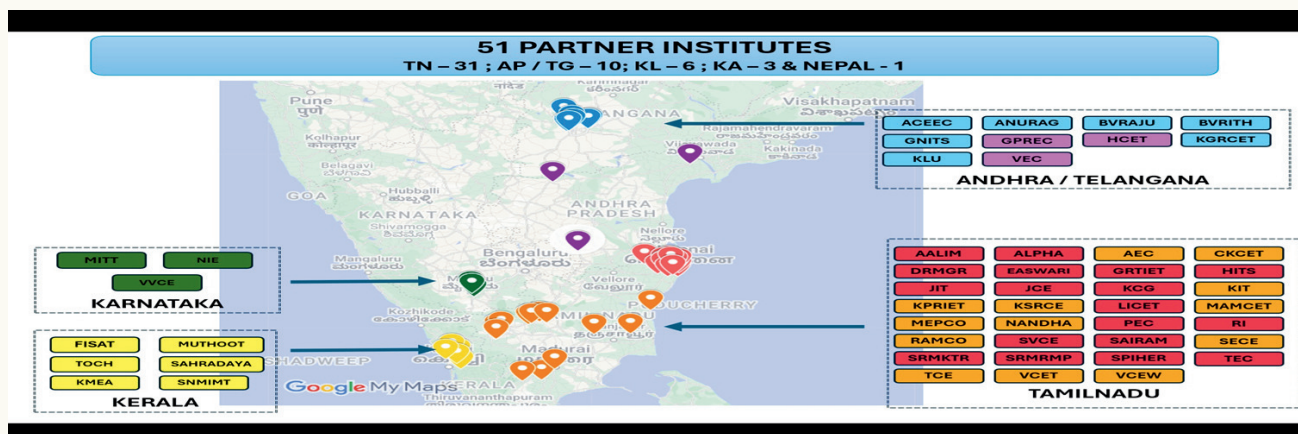 51 PARTNER INSTITUTES
TN – 31 ; AP / TG – 10; KL – 6 ; KA – 3 & NEPAL - 1
ACEEC ANURAG BVRAJU BVRITH
GNITS GPREC HCET KGRCET
KLU VEC
ANDHRA / TELANGANA
MITT NIE
VVCE
KARNATAKA
FISAT MUTHOOT
TOCH SAHRADAYA
KMEA SNMIMT
KERALA
AALIM ALPHA AEC CKCET
DRMGR EASWARI GRTIET HITS
JIT JCE KCG KIT
KPRIET KSRCE LICET MAMCET
MEPCO NANDHA PEC RI
RAMCO SVCE SAIRAM SECE
SRMKTR SRMRMP SPIHER TEC
TCE VCET VCEW
TAMILNADU
Pune
पुणे
Kolhapur
Belagavi
GOA
Hubballi
KARNATAKA
Shivamogga
Mangaluru
Bengaluru
ಬೆಂಗಳೂರು
ANGANA
Visakhapatnam
Rajamahendravaram
Kakinada
ANDHRA
PRADESH
Nellore
Vellore
Kozhikode
Madurai
SHADWEEP
KERALA
Thiruvananthapuram
Google My Maps